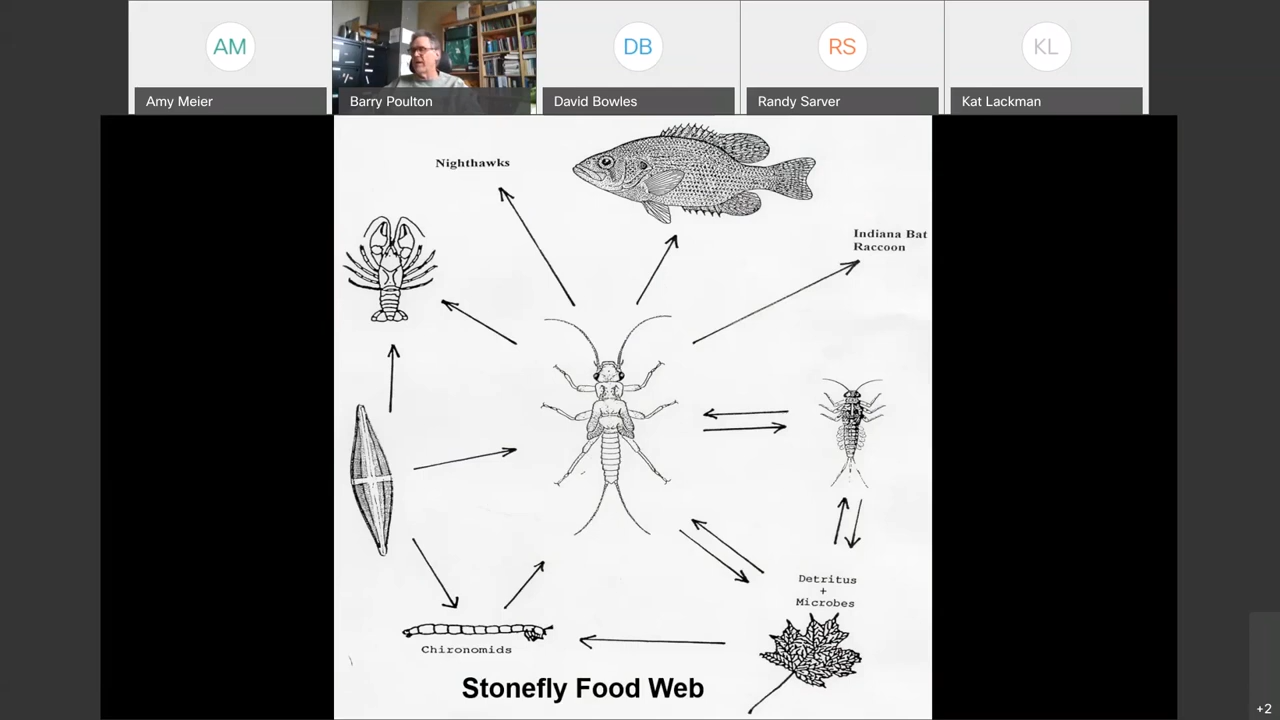 AM
DB
RS
KL
Amy Meier
Barry Poulton
David Bowles
Randy Sarver
Kat Lackman
Nighthawks
Indiana Bat
Raccoon
Detritus
+
Microbes
Chironomids
Stonefly Food Web
+2